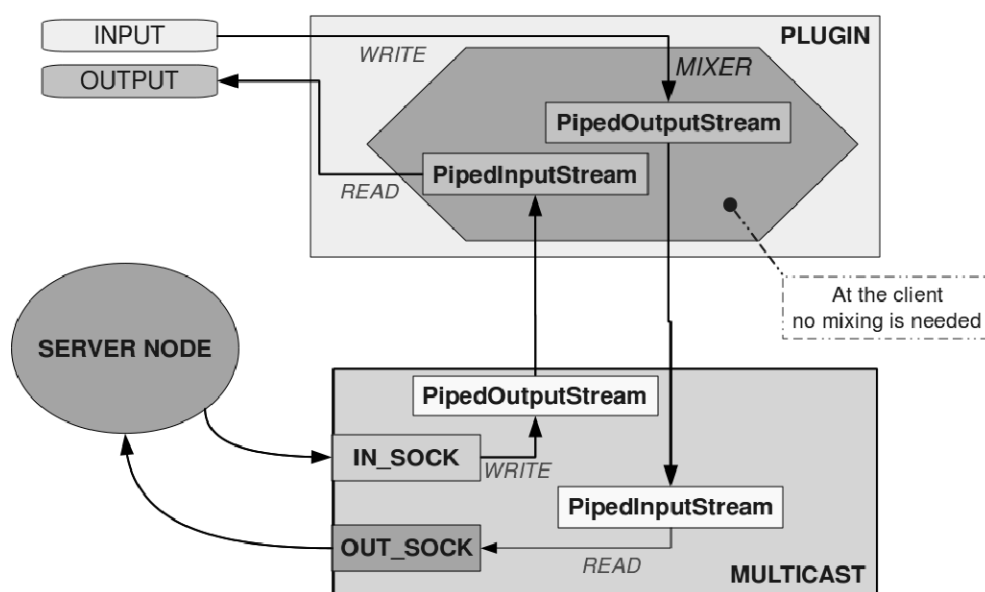 INPUT
PLUGIN
WRITE
OUTPUT
MIXER
PipedOutputStream
PipedInputStream
READ
At the client
no mixing is needed
SERVER NODE
PipedOutputStream
IN_SOCK
WRITE
PipedInputStream
OUT_SOCK
READ
MULTICAST